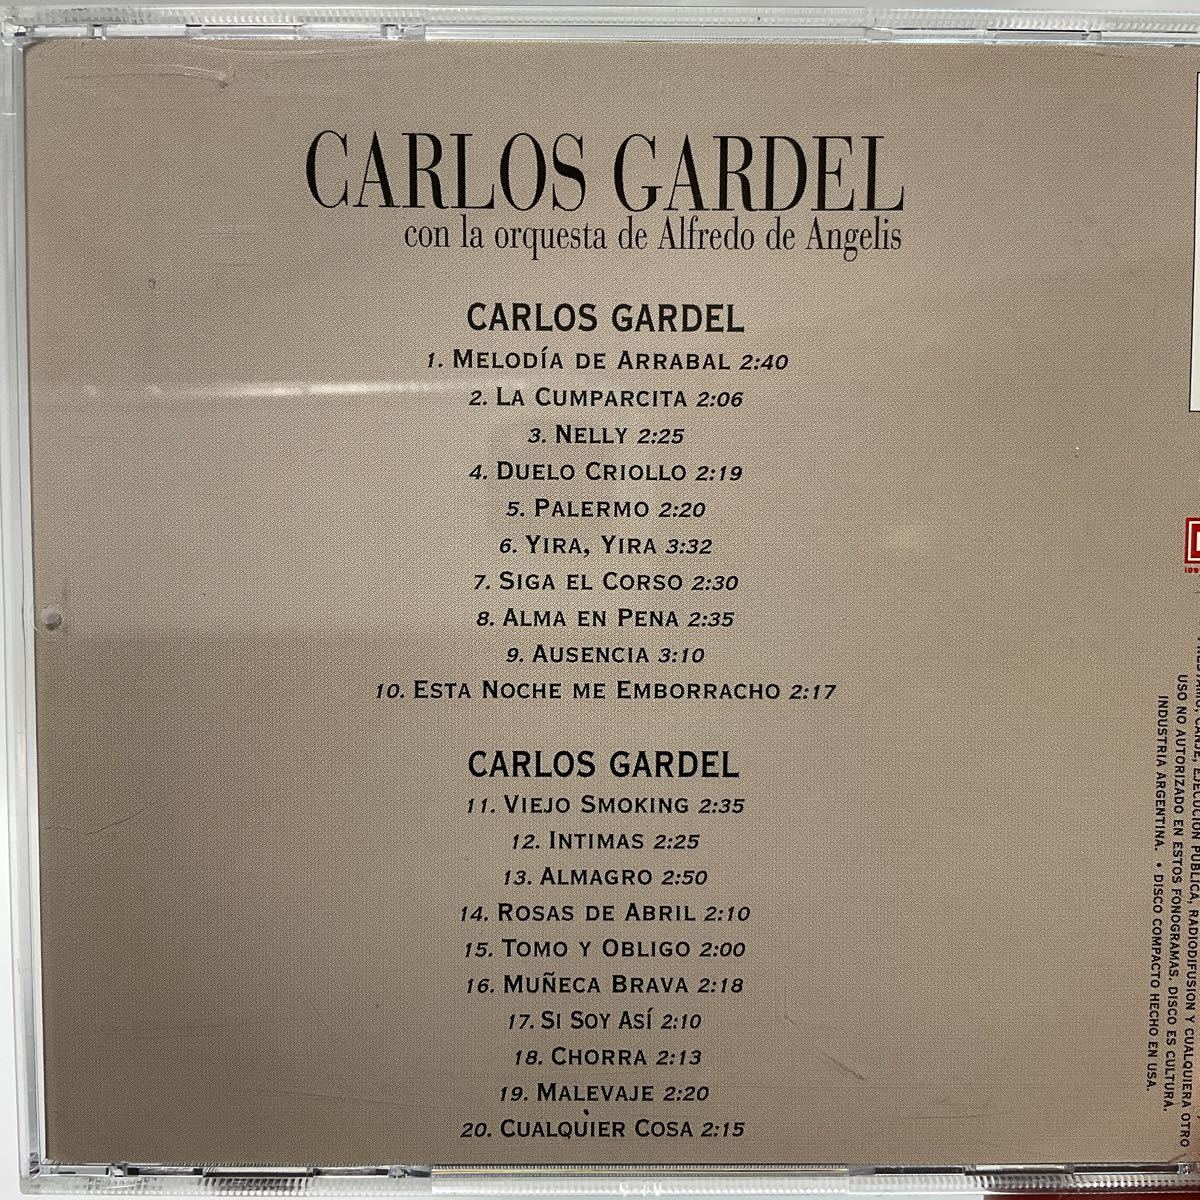 CARLOS GARDEL
con la orquesta de Alfredo de Angelis
CARLOS GARDEL
1. MELODÍA DE ARRABAL 2:40
2. LA CUMPARCITA 2:06
3. NELLY 2:25
4. DUELO CRIOLLO 2:19
5. PALERMO 2:20
6. YIRA, YIRA 3:32
7. SIGA EL CORSO 2:30
8. ALMA EN PENA 2:35
9. AUSENCIA 3:10
10. ESTA NOCHE ME EMBORRACHO 2:17
CARLOS GARDEL
11. VIEJO SMOKING 2:35
12. INTIMAS 2:25
13. ALMAGRO 2:50
14. ROSAS DE ABRIL 2:10
15. TOMO Y OBLIGO 2:00
16. MUÑECA BRAVA 2:18
17. SI SOY ASÍ 2:10
18. CHORRA 2:13
19. MALEVAJE 2:20
20. CUALQUIER COSA 2:15
CANJE, EJECUCION PUBLICA, RADIODIFUSION Y CUALQUIERA OTRO
USO NO AUTORIZADO EN ESTOS FONOGRAMAS. DISCO ES CULTURA.
INDUSTRIA ARGENTINA. • DISCO COMPACTO HECHO EN USA.